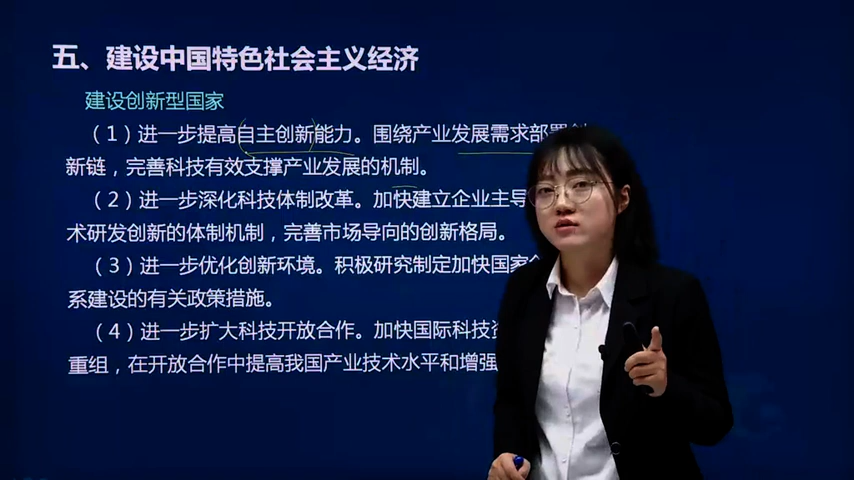 五、建设中国特色社会主义经济
建设创新型国家
（1）进一步提高自主创新能力。围绕产业发展需求部署创
新链，完善科技有效支撑产业发展的机制。
（2）进一步深化科技体制改革。加快建立企业主导
术研发创新的体制机制，完善市场导向的创新格局。
（3）进一步优化创新环境。积极研究制定加快国家创
系建设的有关政策措施。
（4）进一步扩大科技开放合作。加快国际科技资
重组，在开放合作中提高我国产业技术水平和增强